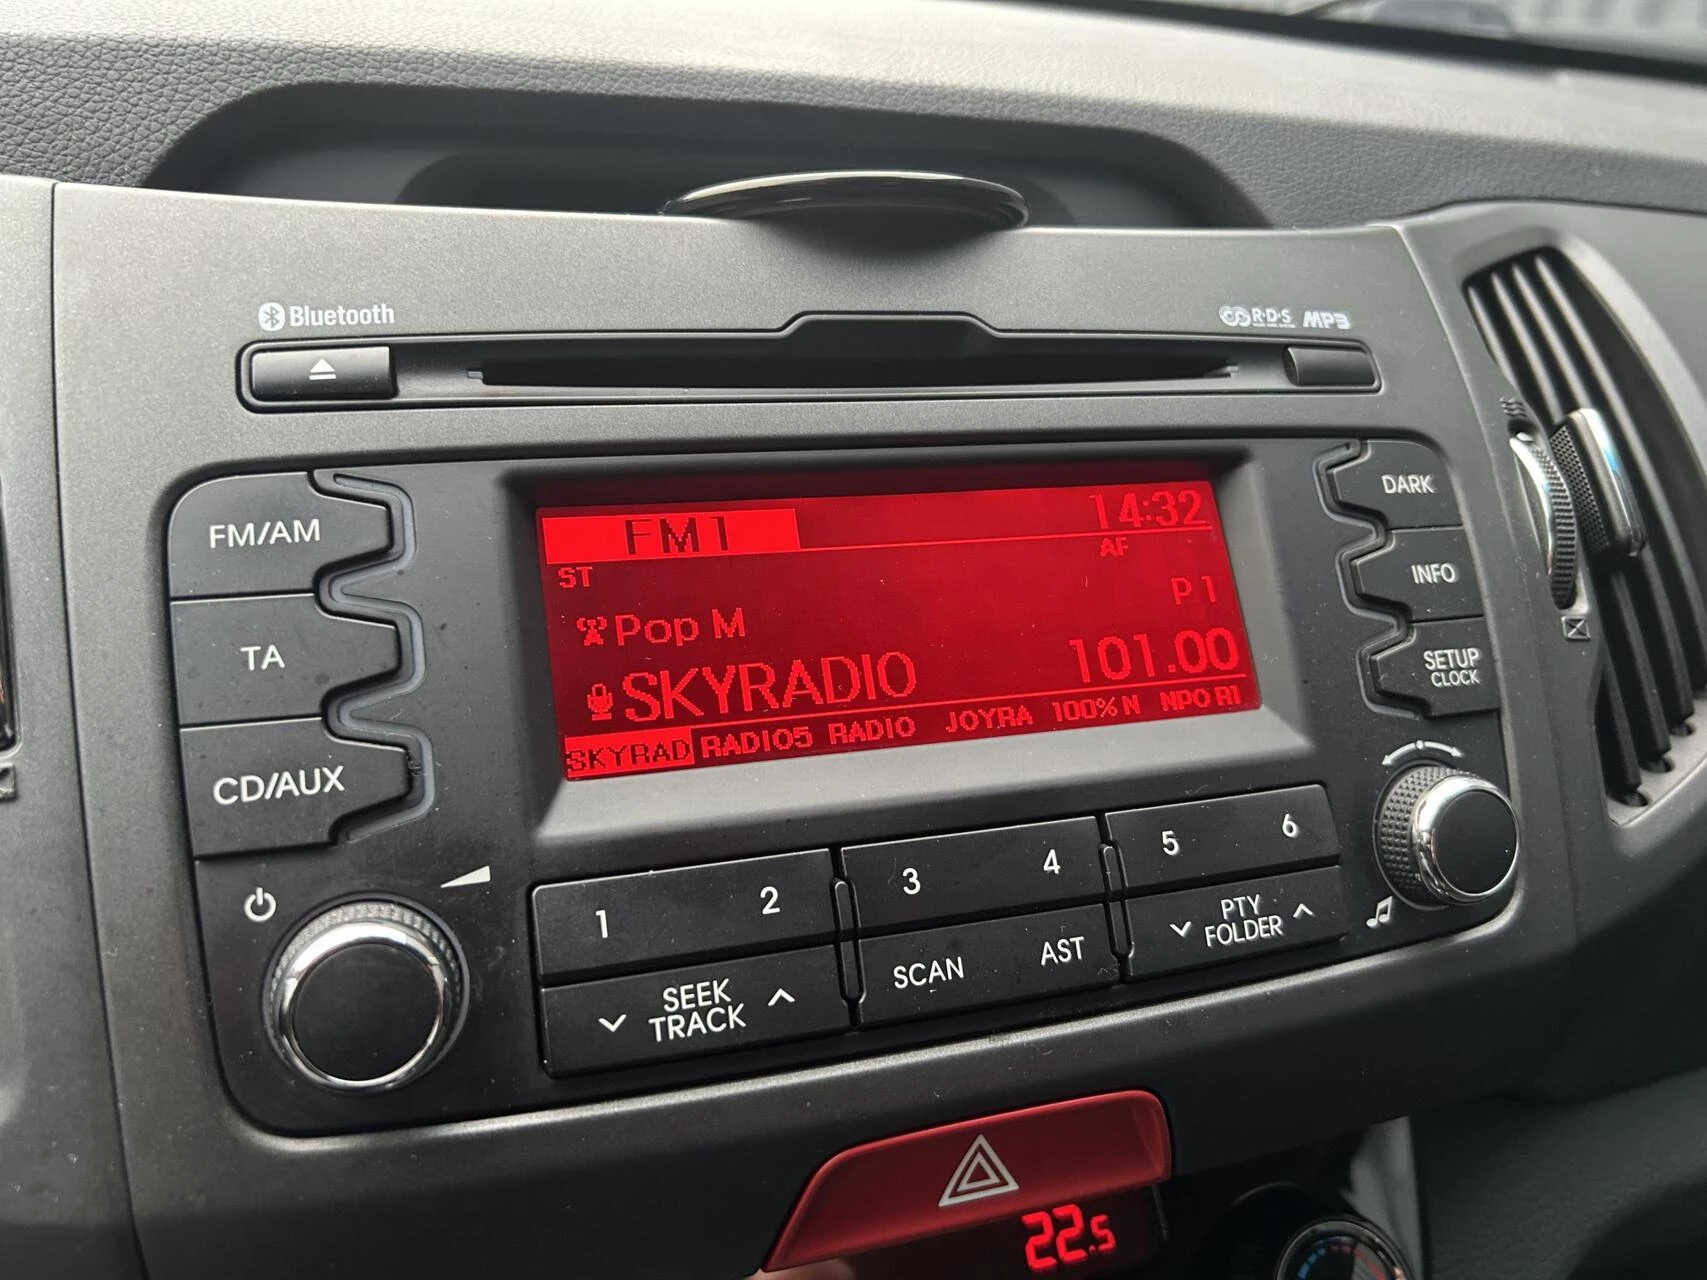 Bluetooth
R·D·S MP3
FM/AM
TA
CD/AUX
FM1 14:32
ST AF
Pop M P1
SKYRADIO 101.00
SKYRAD RADIO5 RADIO JOYRA 100%N NPO R1
DARK
INFO
SETUP
CLOCK
1 2 3 4 5 6
SEEK
TRACK
SCAN AST
PTY
FOLDER
22.5